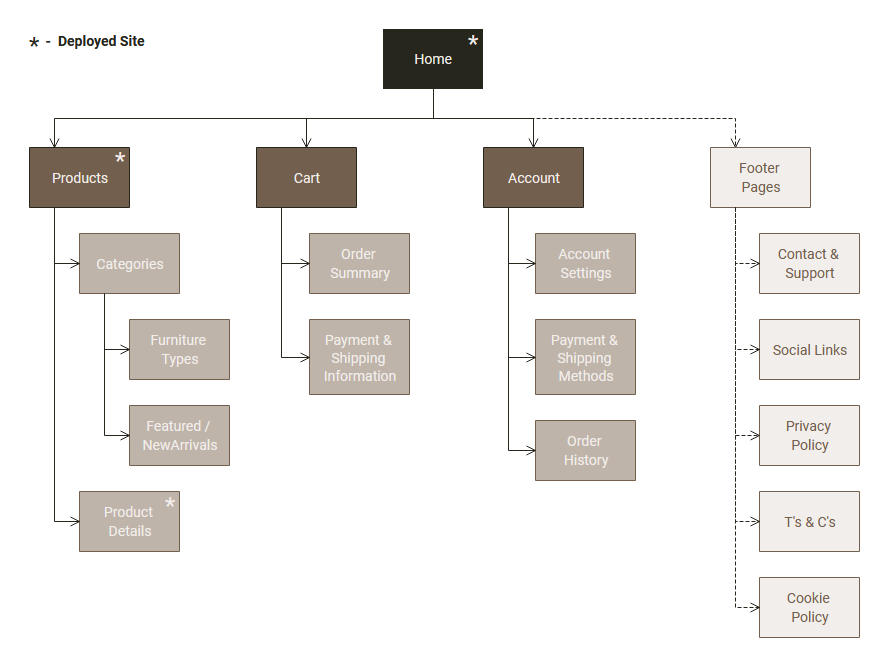 * - Deployed Site
Home *
Products *
Cart
Account
Footer
Pages
Categories
Furniture
Types
Featured /
NewArrivals
Product *
Details
Order
Summary
Payment &
Shipping
Information
Account
Settings
Payment &
Shipping
Methods
Order
History
Contact &
Support
Social Links
Privacy
Policy
T's & C's
Cookie
Policy